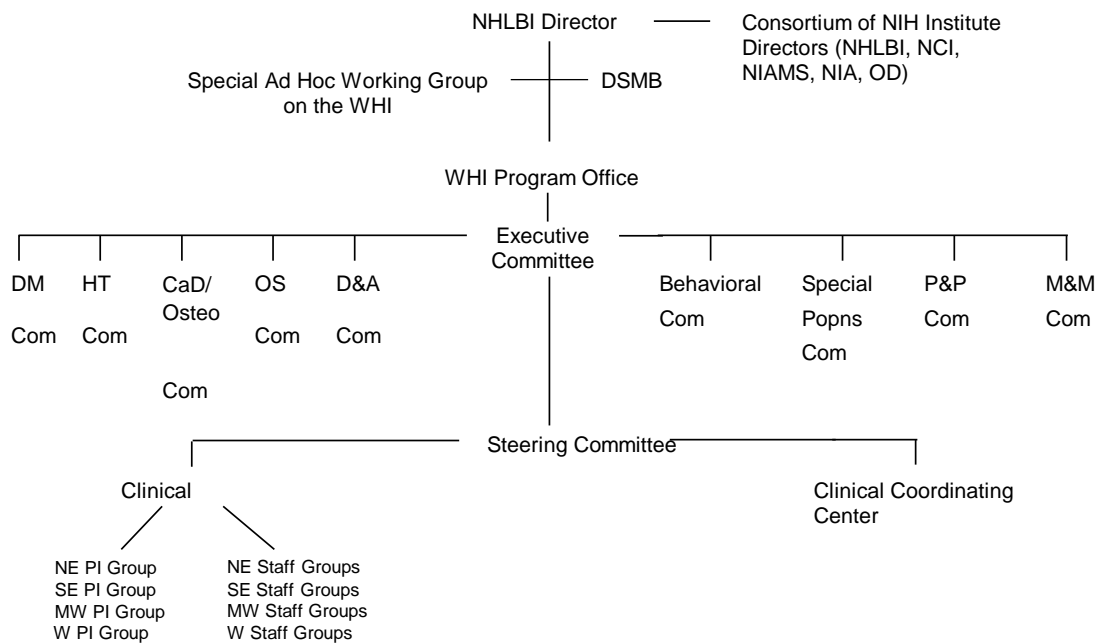 NHLBI Director
Consortium of NIH Institute
Directors (NHLBI, NCI,
NIAMS, NIA, OD)
Special Ad Hoc Working Group
on the WHI
DSMB
WHI Program Office
Executive
Committee
DM
Com
HT
Com
CaD/
Osteo
Com
OS
Com
D&A
Com
Behavioral
Com
Special
Popns
Com
P&P
Com
M&M
Com
Steering Committee
Clinical
Clinical Coordinating
Center
NE PI Group
SE PI Group
MW PI Group
W PI Group
NE Staff Groups
SE Staff Groups
MW Staff Groups
W Staff Groups